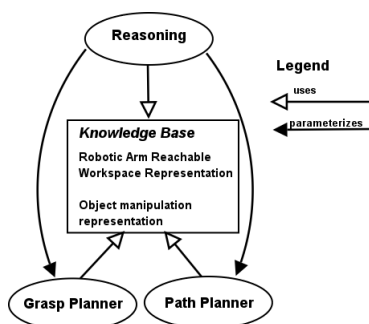 Reasoning
Legend
uses
parameterizes
Knowledge Base
Robotic Arm Reachable
Workspace Representation
Object manipulation
representation
Grasp Planner
Path Planner